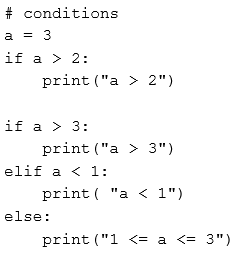 # conditions
a = 3
if a > 2:
    print("a > 2")

if a > 3:
    print("a > 3")
elif a < 1:
    print( "a < 1")
else:
    print("1 <= a <= 3")